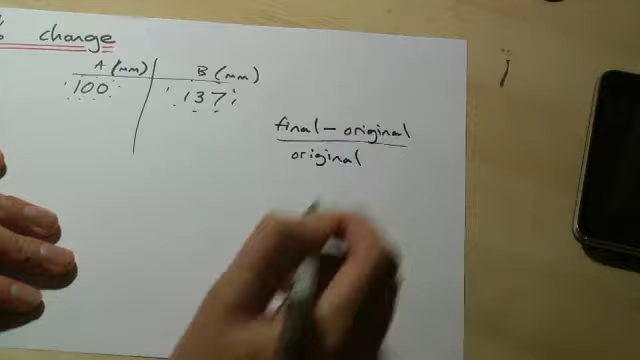 % change
A (mm) B (mm)
100 137
final - original
original